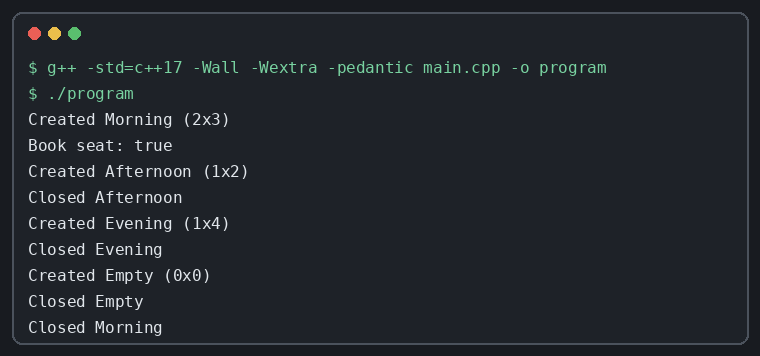 $ g++ -std=c++17 -Wall -Wextra -pedantic main.cpp -o program
$ ./program
Created Morning (2x3)
Book seat: true
Created Afternoon (1x2)
Closed Afternoon
Created Evening (1x4)
Closed Evening
Created Empty (0x0)
Closed Empty
Closed Morning